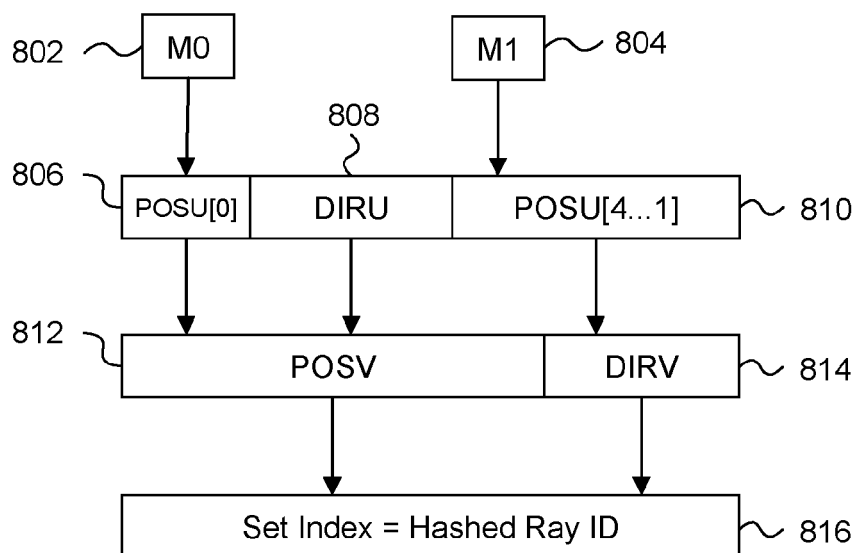 802
M0
M1
804
808
806
POSU[0]
DIRU
POSU[4...1]
810
812
POSV
DIRV
814
Set Index = Hashed Ray ID
816